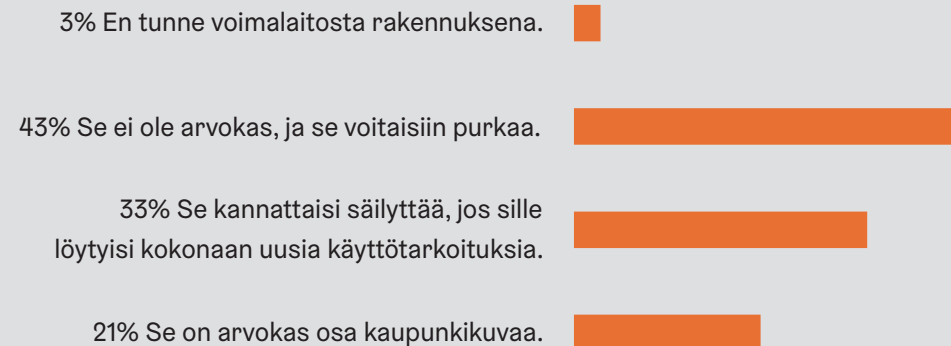 3% En tunne voimalaitosta rakennuksena.
43% Se ei ole arvokas, ja se voitaisiin purkaa.
33% Se kannattaisi säilyttää, jos sille
löytyisi kokonaan uusia käyttötarkoituksia.
21% Se on arvokas osa kaupunkikuvaa.